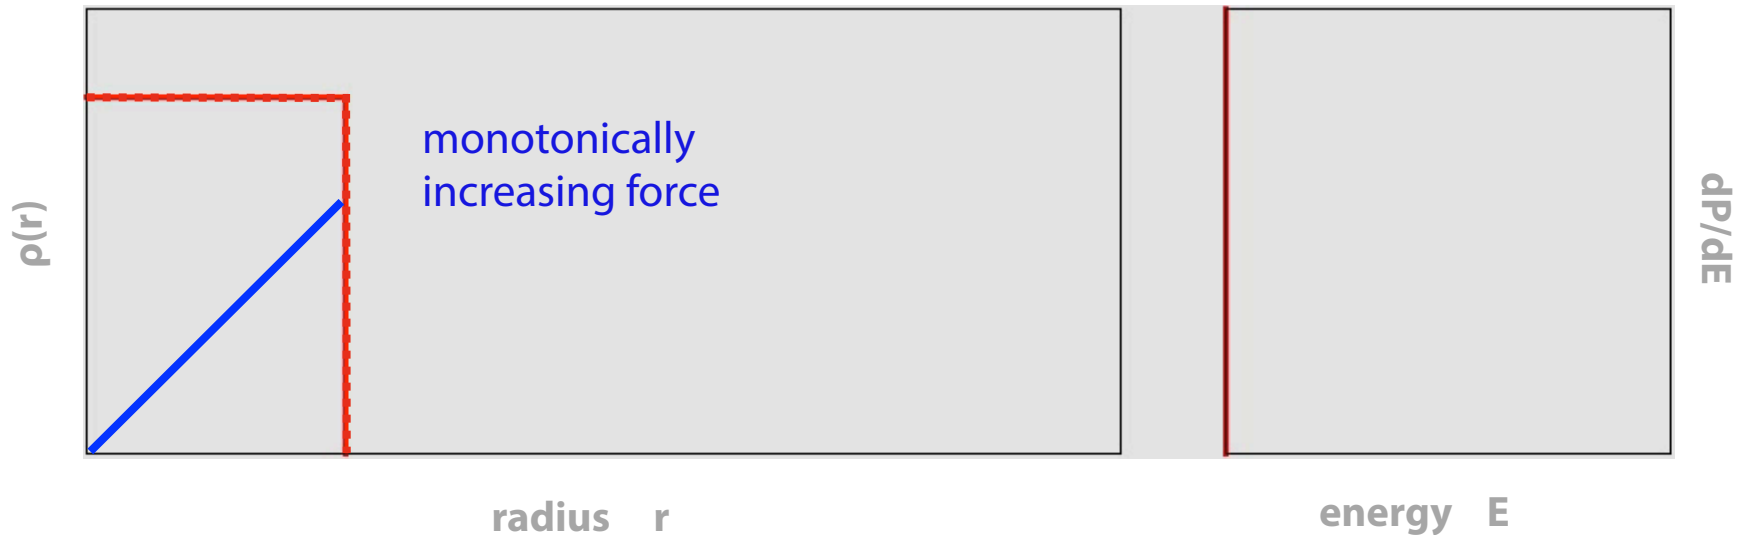 monotonically
increasing force
ρ(r)
dP/dE
radius r
energy E